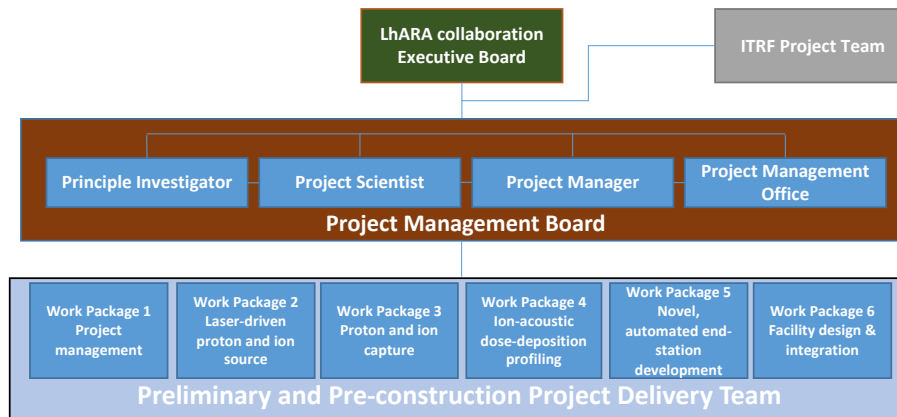 LhARA collaboration
Executive Board
ITRF Project Team
Principle Investigator
Project Scientist
Project Manager
Project Management
Office
Project Management Board
Work Package 1
Project
management
Work Package 2
Laser-driven
proton and ion
source
Work Package 3
Proton and ion
capture
Work Package 4
Ion-acoustic
dose-deposition
profiling
Work Package 5
Novel,
automated end-
station
development
Work Package 6
Facility design &
integration
Preliminary and Pre-construction Project Delivery Team